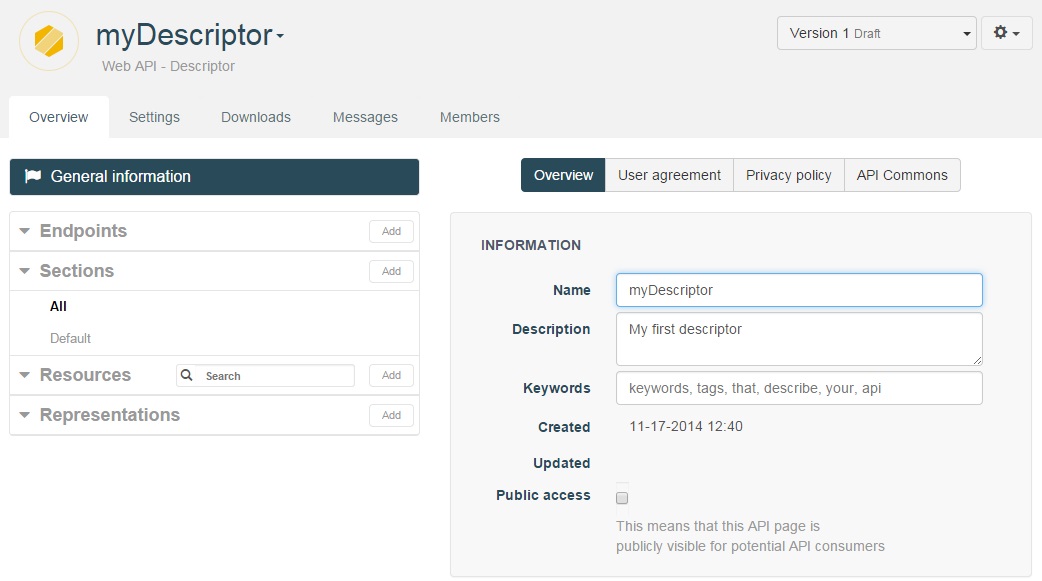 myDescriptor
Web API - Descriptor
Version 1 Draft
Overview Settings Downloads Messages Members
General information
Endpoints Add
Sections Add
All
Default
Resources Search Add
Representations Add
Overview User agreement Privacy policy API Commons
INFORMATION
Name myDescriptor
Description My first descriptor
Keywords keywords, tags, that, describe, your, api
Created 11-17-2014 12:40
Updated
Public access
This means that this API page is
publicly visible for potential API consumers